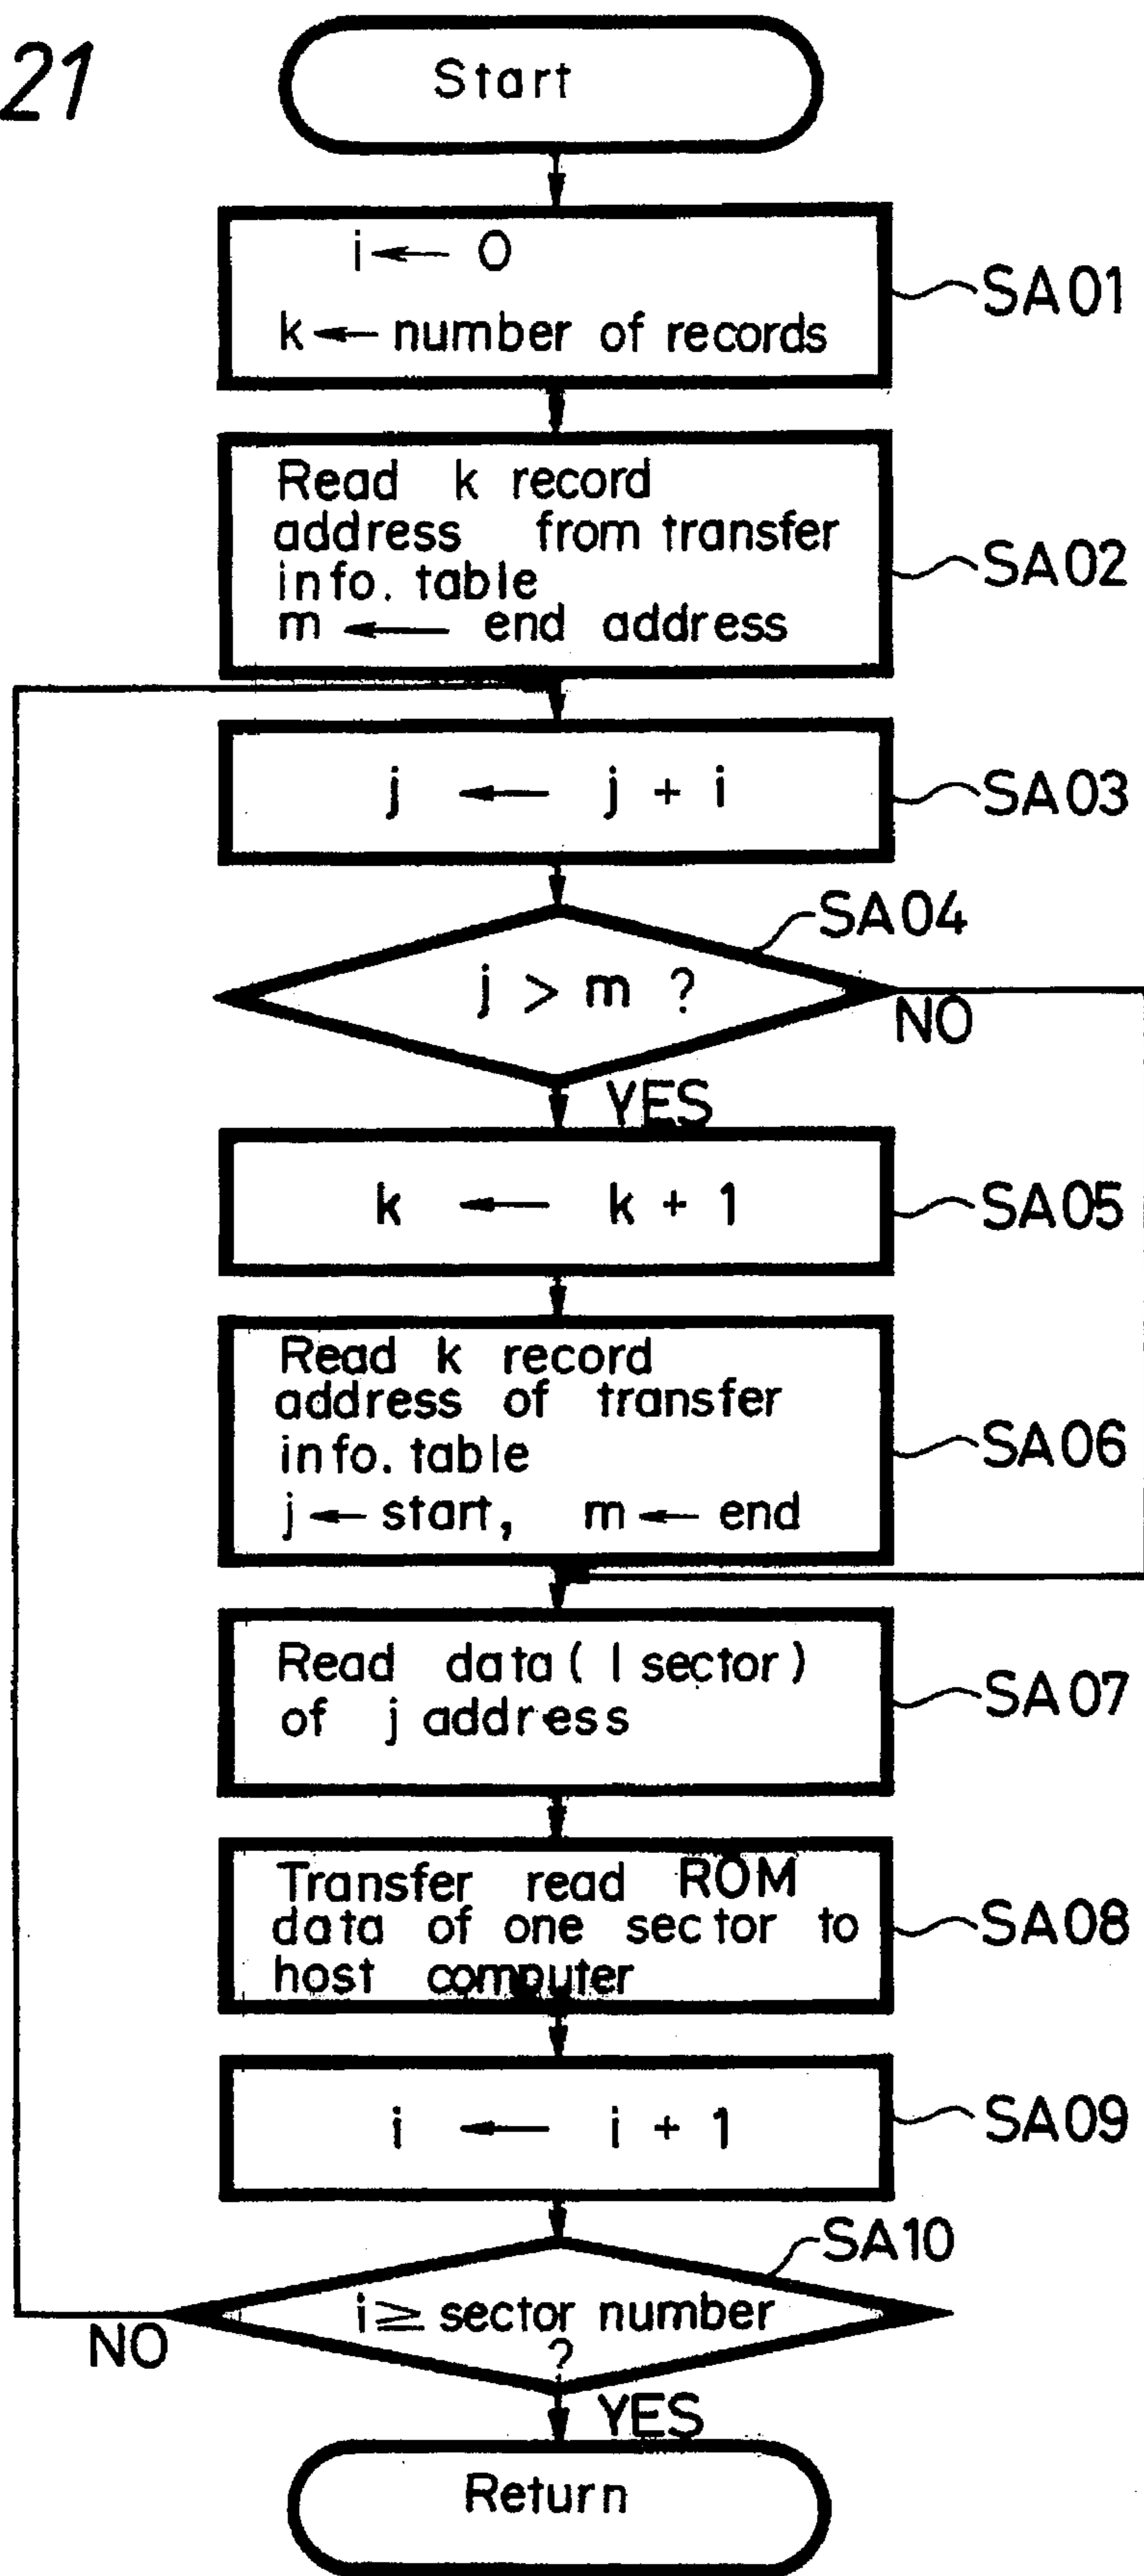 21
Start
i ← 0
k ← number of records
SA01
Read k record
address from transfer
info. table
m ← end address
SA02
j ← j + i
SA03
SA04
j > m ?
NO
YES
k ← k + 1
SA05
Read k record
address of transfer
info. table
j ← start, m ← end
SA06
Read data ( 1 sector )
of j address
SA07
Transfer read ROM
data of one sector to
host computer
SA08
i ← i + 1
SA09
SA10
i ≧ sector number
?
NO
YES
Return